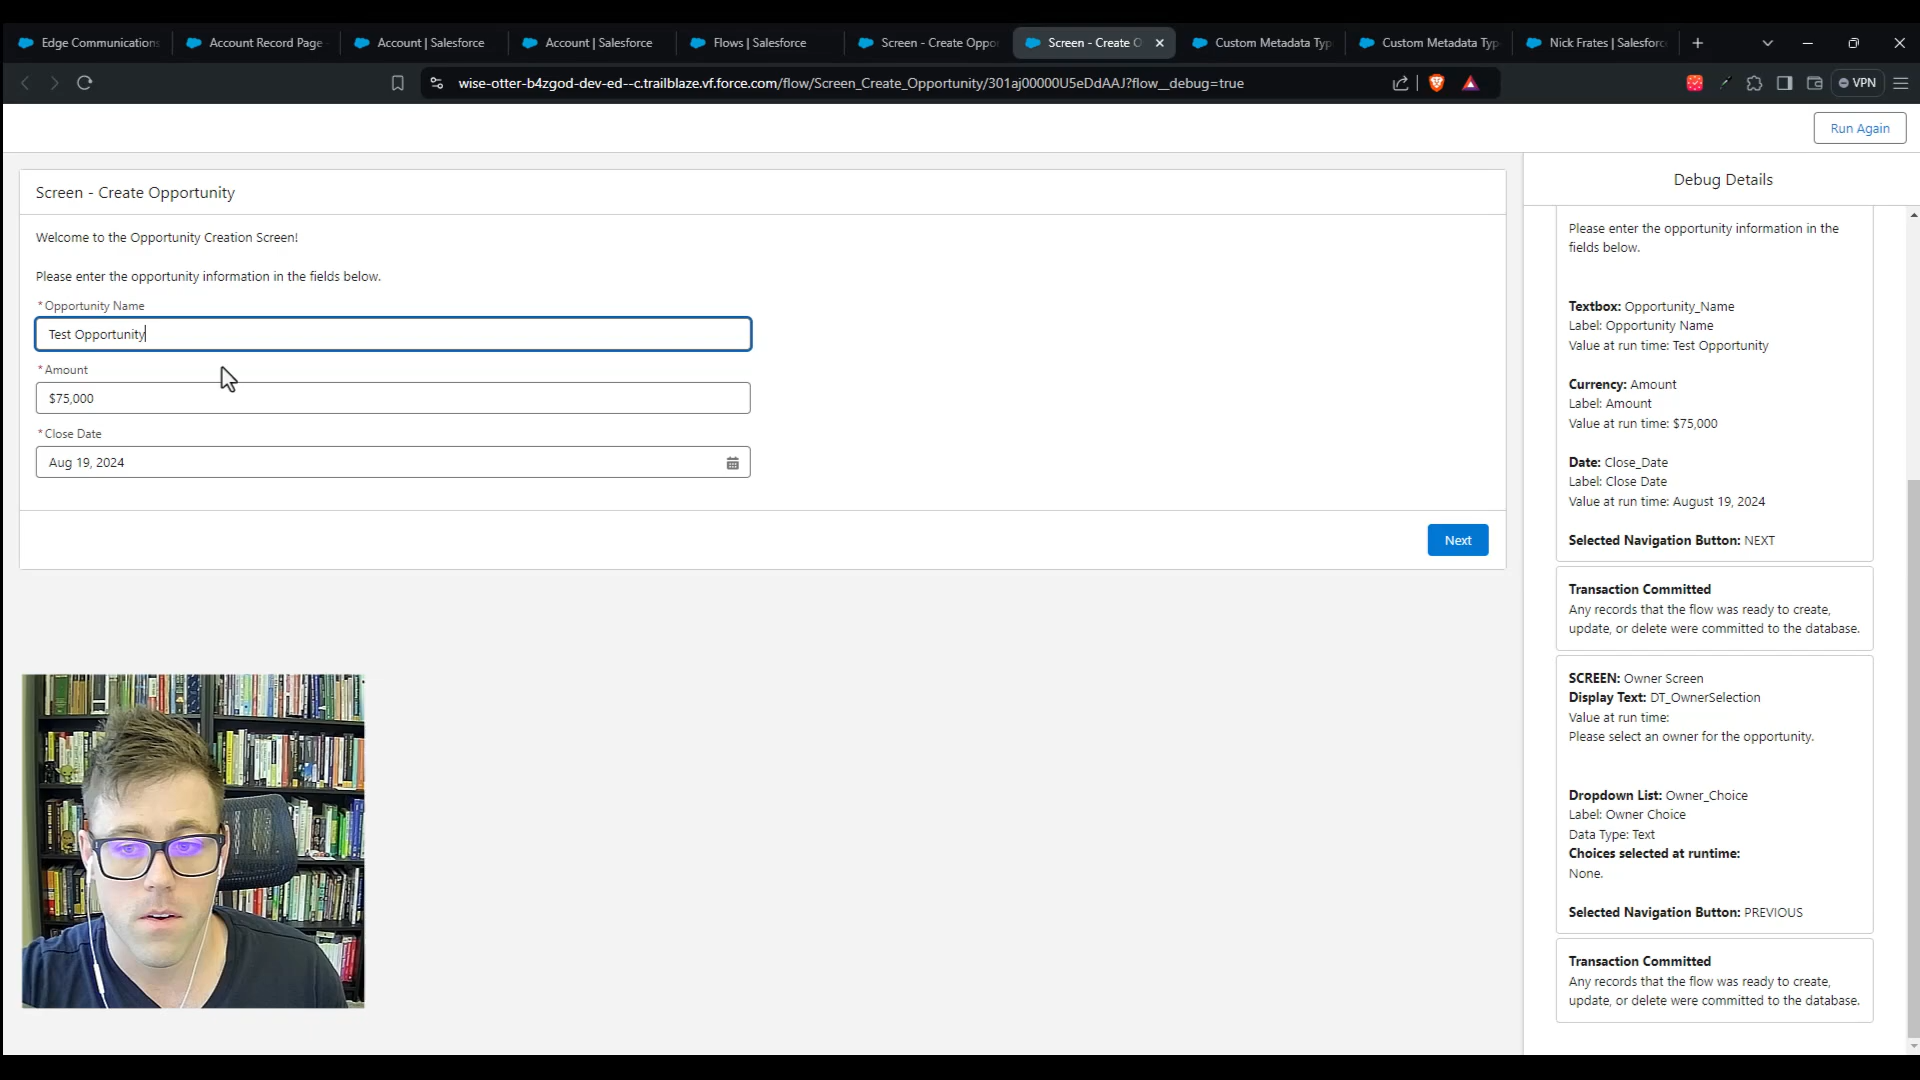 Edge Communications
Account Record Page
Account | Salesforce
Account | Salesforce
Flows | Salesforce
Screen - Create Oppor
Screen - Create O
Custom Metadata Typ
Custom Metadata Typ
Nick Frates | Salesforc
wise-otter-b4zgod-dev-ed--c.trailblaze.vf.force.com/flow/Screen_Create_Opportunity/301aj00000U5eDdAAJ?flow__debug=true
VPN
Run Again
Screen - Create Opportunity
Welcome to the Opportunity Creation Screen!
Please enter the opportunity information in the fields below.
*Opportunity Name
Test Opportunity
*Amount
$75,000
*Close Date
Aug 19, 2024
Next
Debug Details
Please enter the opportunity information in the
fields below.
Textbox: Opportunity_Name
Label: Opportunity Name
Value at run time: Test Opportunity
Currency: Amount
Label: Amount
Value at run time: $75,000
Date: Close_Date
Label: Close Date
Value at run time: August 19, 2024
Selected Navigation Button: NEXT
Transaction Committed
Any records that the flow was ready to create,
update, or delete were committed to the database.
SCREEN: Owner Screen
Display Text: DT_OwnerSelection
Value at run time:
Please select an owner for the opportunity.
Dropdown List: Owner_Choice
Label: Owner Choice
Data Type: Text
Choices selected at runtime:
None.
Selected Navigation Button: PREVIOUS
Transaction Committed
Any records that the flow was ready to create,
update, or delete were committed to the database.